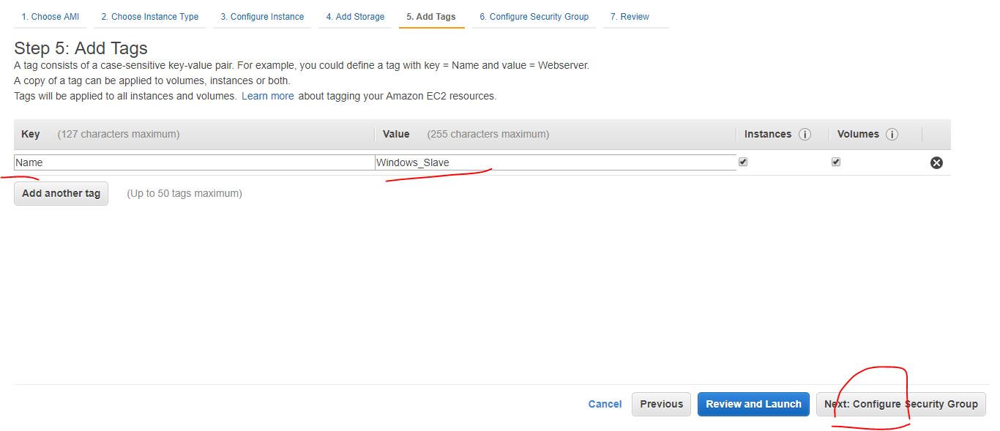 1. Choose AMI 2. Choose Instance Type 3. Configure Instance 4. Add Storage 5. Add Tags 6. Configure Security Group 7. Review
Step 5: Add Tags
A tag consists of a case-sensitive key-value pair. For example, you could define a tag with key = Name and value = Webserver.
A copy of a tag can be applied to volumes, instances or both.
Tags will be applied to all instances and volumes. Learn more about tagging your Amazon EC2 resources.
Key (127 characters maximum) Value (255 characters maximum) Instances Volumes
Name Windows_Slave
Add another tag (Up to 50 tags maximum)
Cancel Previous Review and Launch Next: Configure Security Group